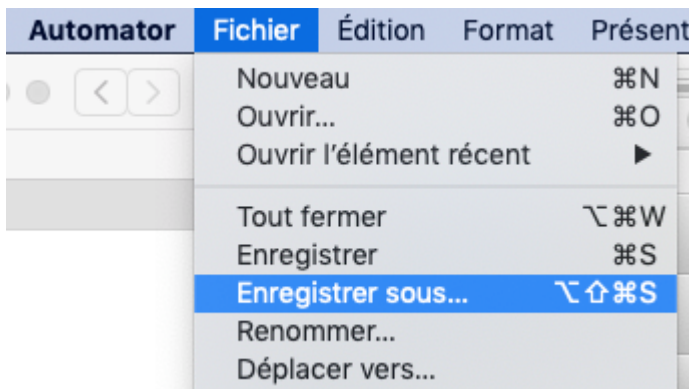 Automator Fichier Édition Format Présent
Nouveau ⌘N
Ouvrir... ⌘O
Ouvrir l'élément récent ▶
Tout fermer ⌥⌘W
Enregistrer ⌘S
Enregistrer sous... ⌥⇧⌘S
Renommer...
Déplacer vers...